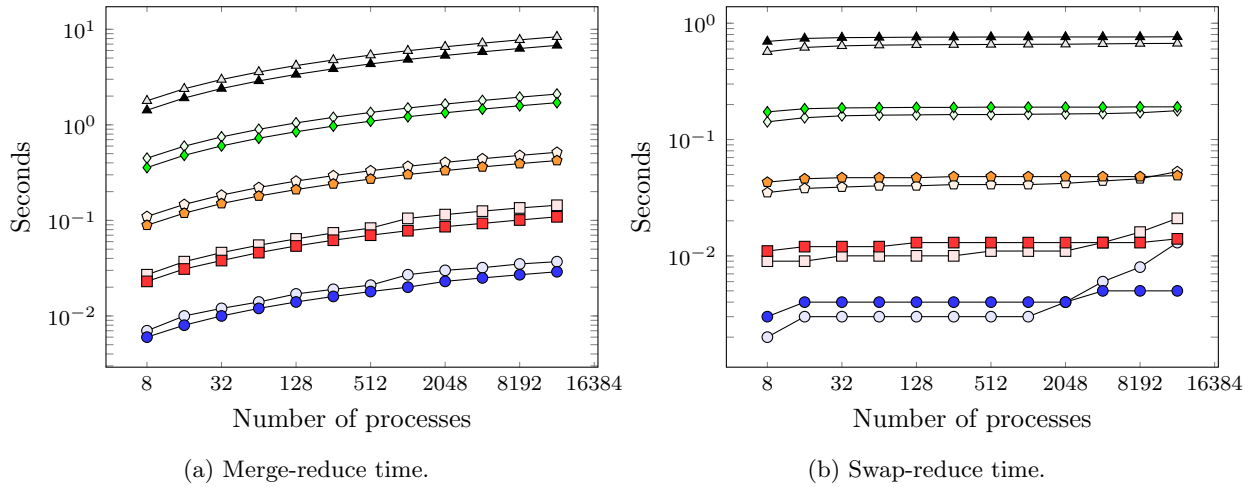 10^1
10^0
10^−1
10^−2
Seconds
8 32 128 512 2048 8192 16384
Number of processes
(a) Merge-reduce time.
10^0
10^−1
10^−2
Seconds
8 32 128 512 2048 8192 16384
Number of processes
(b) Swap-reduce time.